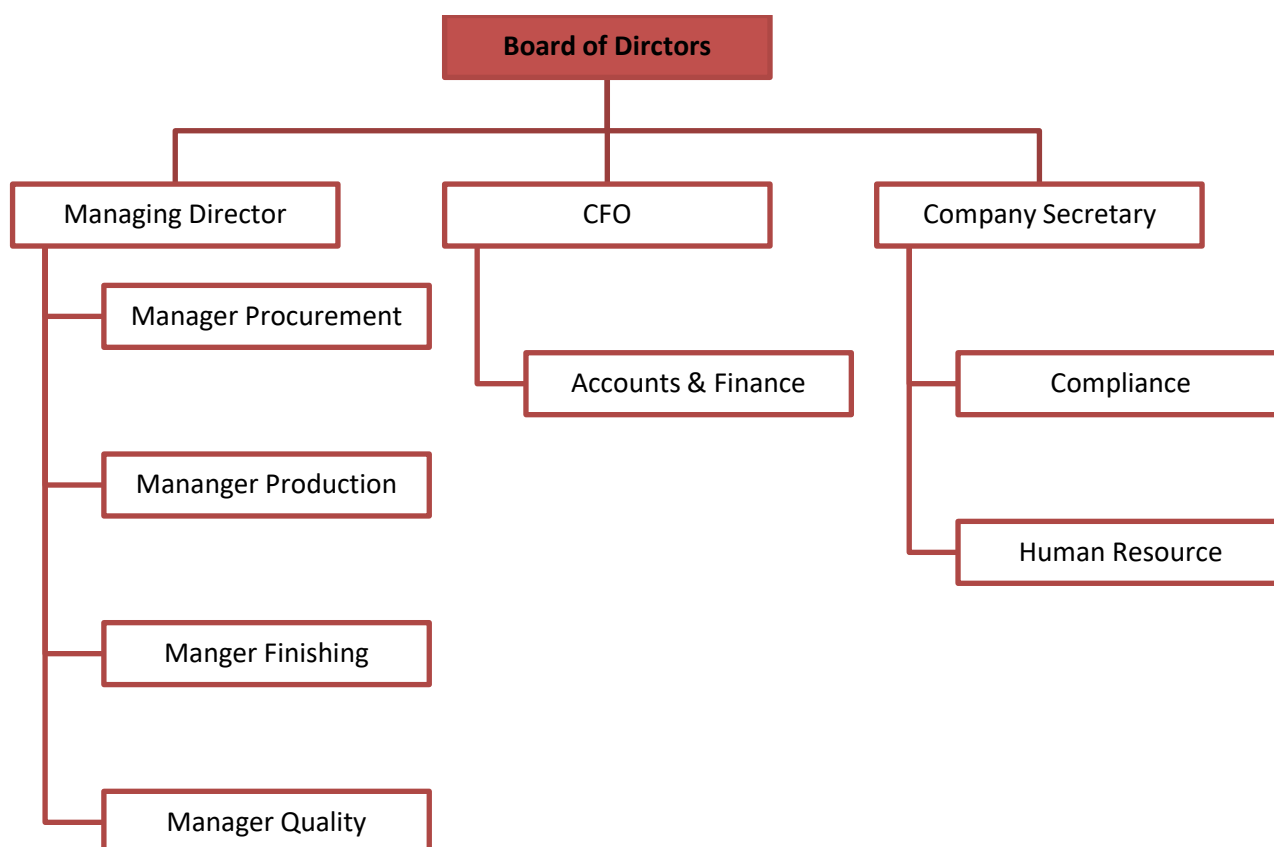 Board of Dirctors
Managing Director
CFO
Company Secretary
Manager Procurement
Accounts & Finance
Compliance
Mananger Production
Human Resource
Manger Finishing
Manager Quality